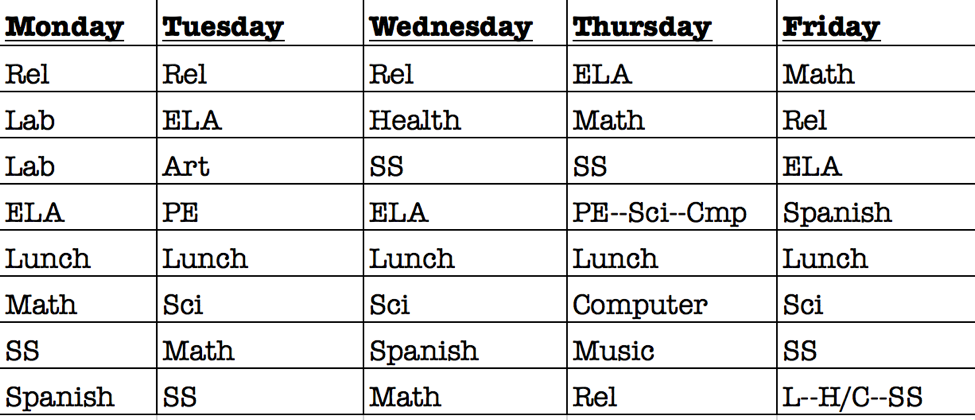 Monday Tuesday Wednesday Thursday Friday
Rel Rel Rel ELA Math
Lab ELA Health Math Rel
Lab Art SS SS ELA
ELA PE ELA PE--Sci--Cmp Spanish
Lunch Lunch Lunch Lunch Lunch
Math Sci Sci Computer Sci
SS Math Spanish Music SS
Spanish SS Math Rel L--H/C--SS